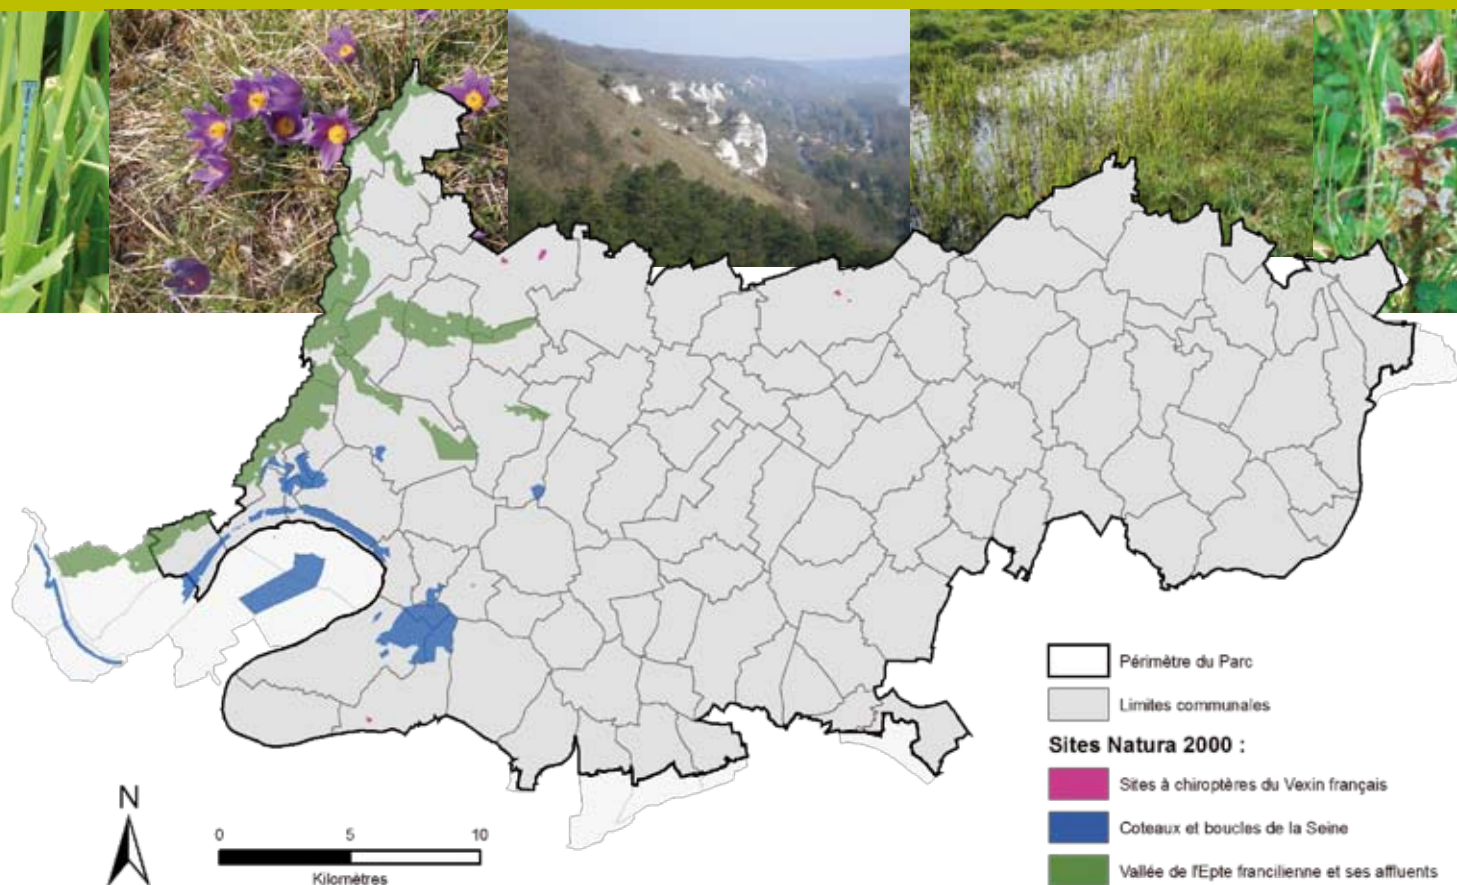 Périmètre du Parc
Limites communales
Sites Natura 2000 :
Sites à chiroptères du Vexin français
Coteaux et boucles de la Seine
Vallée de l'Epte francilienne et ses affluents
N
0 5 10
Kilomètres